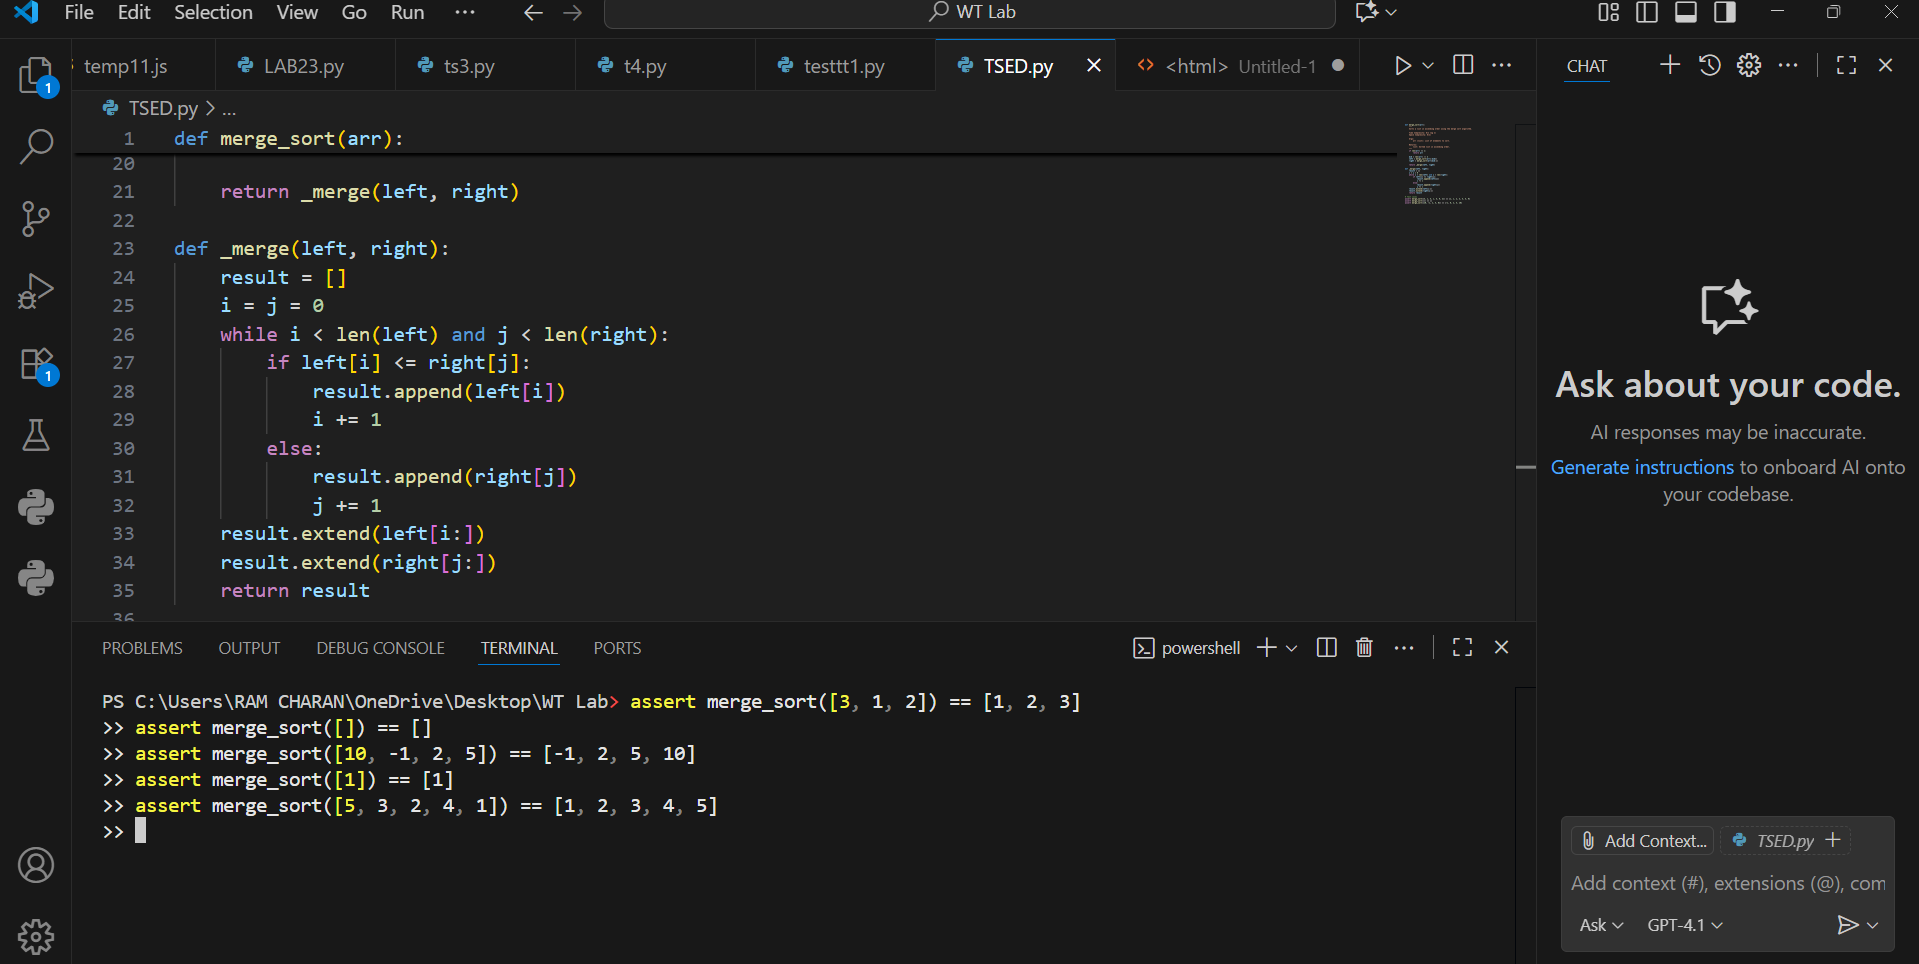 File Edit Selection View Go Run ··· WT Lab
temp11.js LAB23.py ts3.py t4.py testtt1.py TSED.py <html> Untitled-1
TSED.py > ...
1 def merge_sort(arr):
20
21 return _merge(left, right)
22
23 def _merge(left, right):
24 result = []
25 i = j = 0
26 while i < len(left) and j < len(right):
27 if left[i] <= right[j]:
28 result.append(left[i])
29 i += 1
30 else:
31 result.append(right[j])
32 j += 1
33 result.extend(left[i:])
34 result.extend(right[j:])
35 return result
36
PROBLEMS OUTPUT DEBUG CONSOLE TERMINAL PORTS powershell
PS C:\Users\RAM CHARAN\OneDrive\Desktop\WT Lab> assert merge_sort([3, 1, 2]) == [1, 2, 3]
>> assert merge_sort([]) == []
>> assert merge_sort([10, -1, 2, 5]) == [-1, 2, 5, 10]
>> assert merge_sort([1]) == [1]
>> assert merge_sort([5, 3, 2, 4, 1]) == [1, 2, 3, 4, 5]
>>
1
1
CHAT
Ask about your code.
AI responses may be inaccurate.
Generate instructions to onboard AI onto
your codebase.
Add Context... TSED.py
Add context (#), extensions (@), com
Ask GPT-4.1